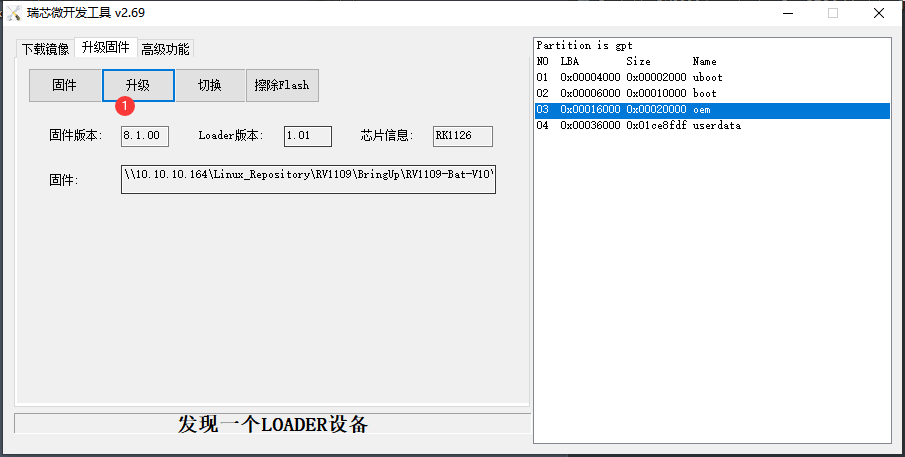 瑞芯微开发工具 v2.69
下载镜像 升级固件 高级功能
固件 升级 切换 擦除Flash
1
固件版本: 8.1.00 Loader版本: 1.01 芯片信息: RK1126
固件: \\10.10.10.164\Linux_Repository\RV1109\BringUp\RV1109-Bat-V10\
发现一个LOADER设备
Partition is gpt
NO LBA Size Name
01 0x00004000 0x00002000 uboot
02 0x00006000 0x00010000 boot
03 0x00016000 0x00020000 oem
04 0x00036000 0x01ce8fdf userdata